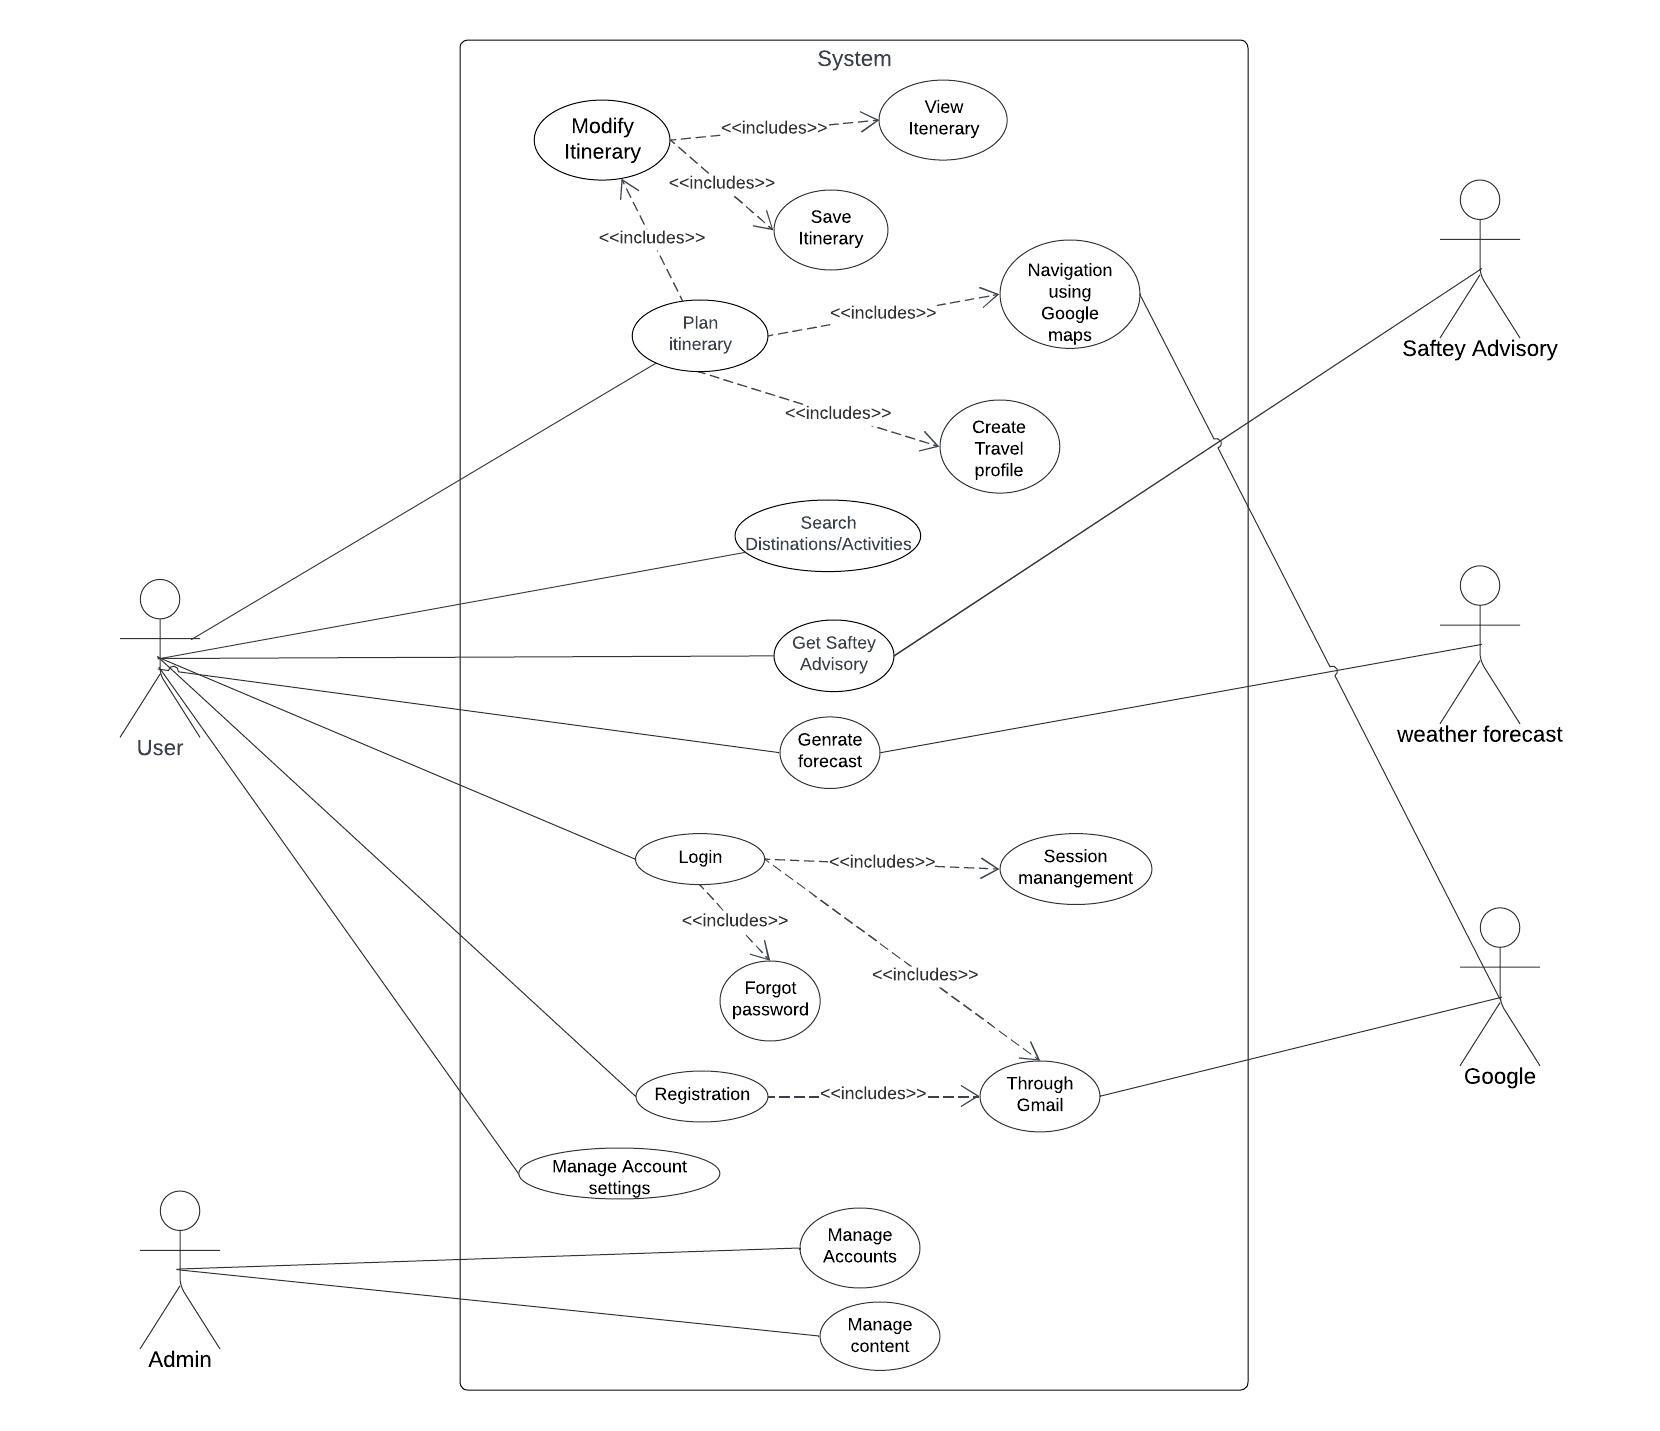 System
Modify
Itinerary
<<includes>>
View
Itenerary
<<includes>>
Save
Itinerary
<<includes>>
Plan
itinerary
<<includes>>
Navigation
using
Google
maps
<<includes>>
Create
Travel
profile
Saftey Advisory
Search
Distinations/Activities
Get Saftey
Advisory
User
Genrate
forecast
weather forecast
Login
<<includes>>
Session
manangement
<<includes>>
Forgot
password
<<includes>>
Registration
<<includes>>
Through
Gmail
Google
Manage Account
settings
Manage
Accounts
Manage
content
Admin